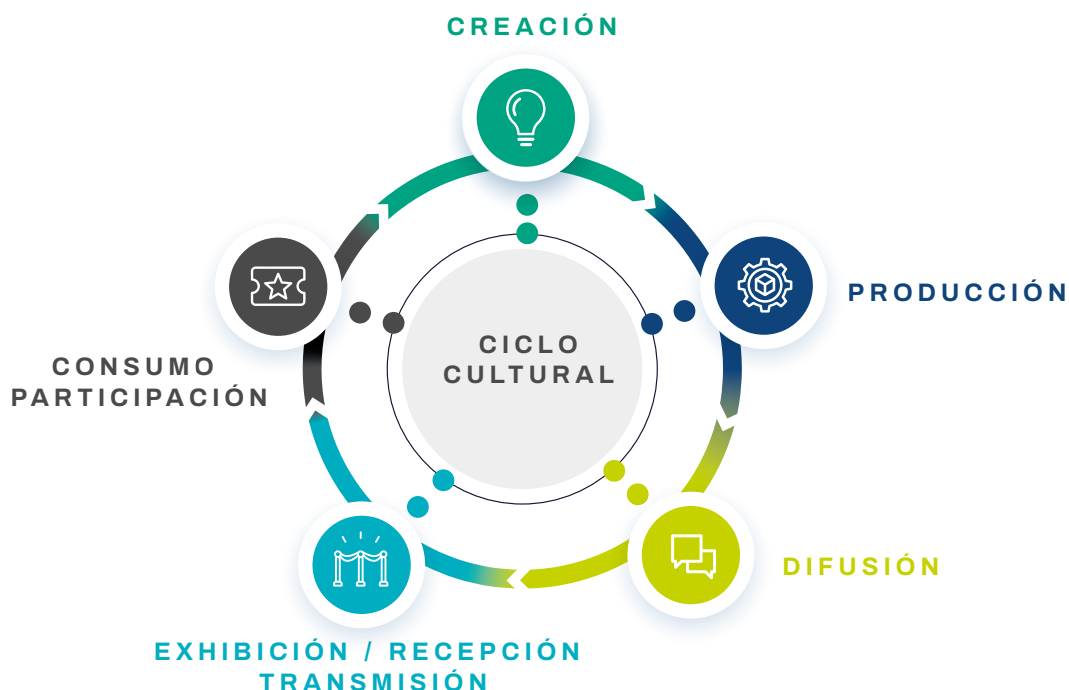 CREACIÓN
PRODUCCIÓN
CICLO
CULTURAL
CONSUMO
PARTICIPACIÓN
DIFUSIÓN
EXHIBICIÓN / RECEPCIÓN
TRANSMISIÓN